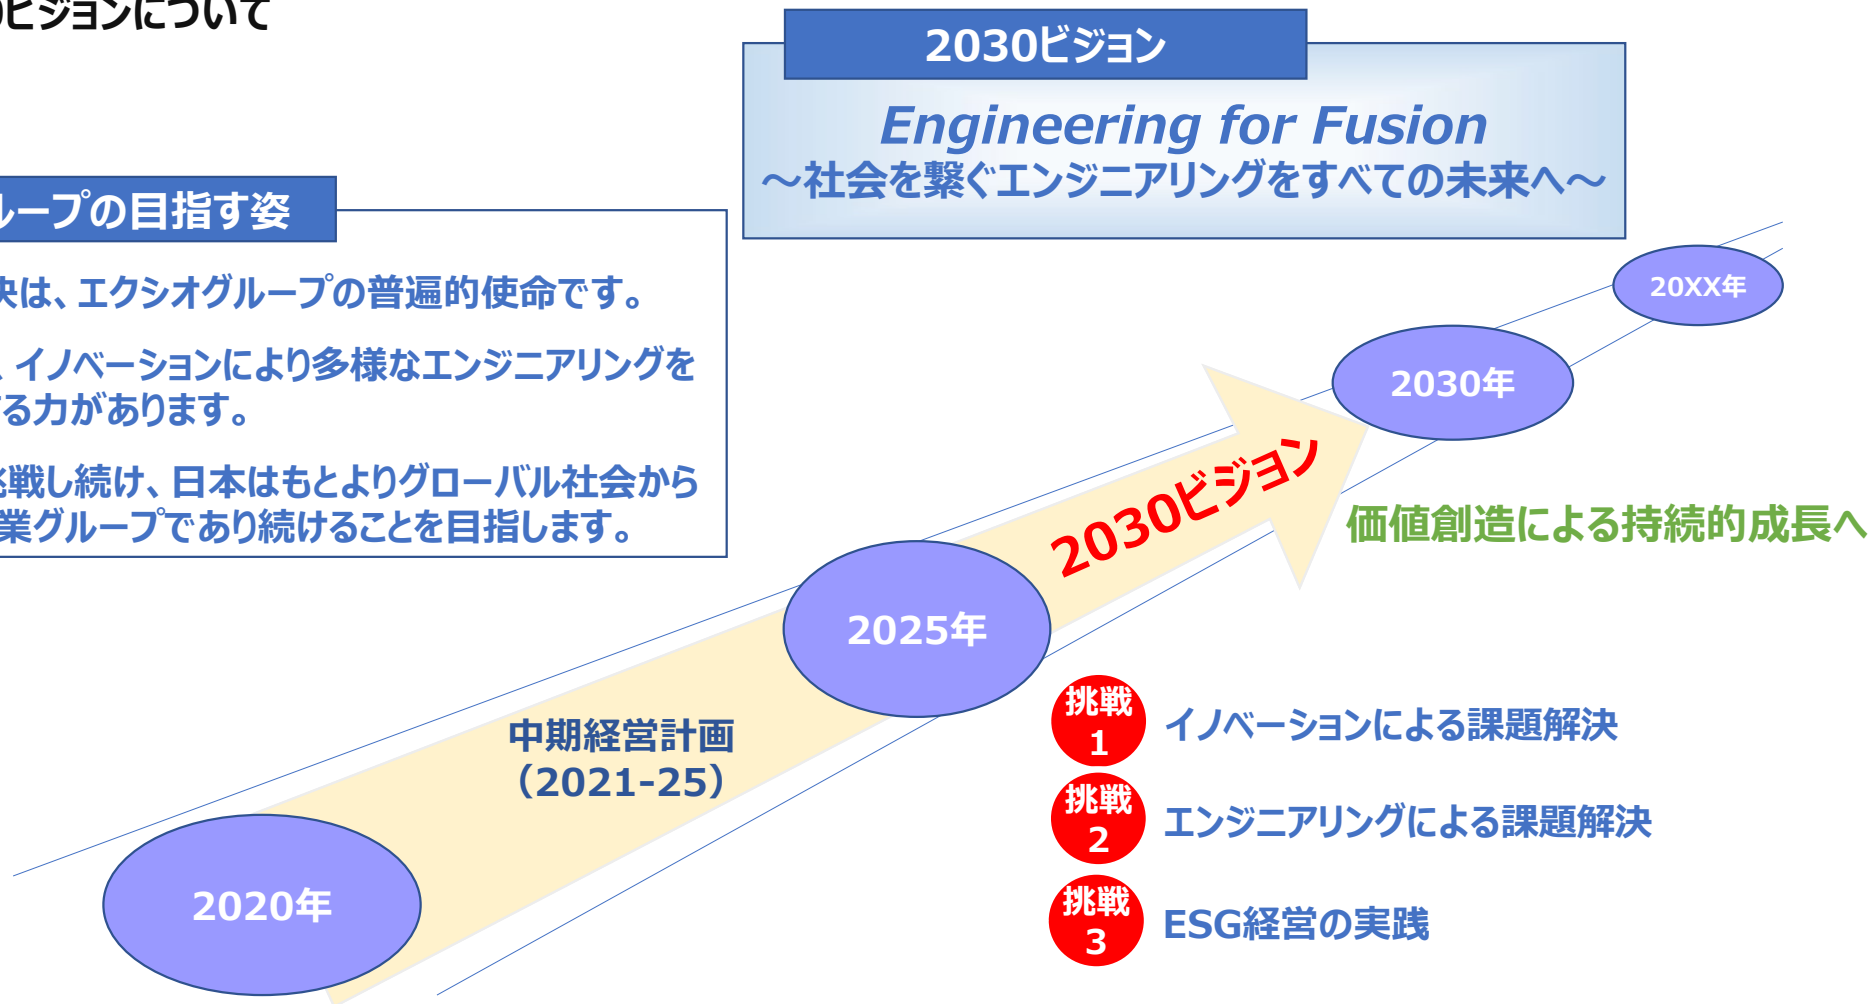 ビジョンについて
2030ビジョン
Engineering for Fusion
～社会を繋ぐエンジニアリングをすべての未来へ～
ループの目指す姿
決は、エクシオグループの普遍的使命です。
、イノベーションにより多様なエンジニアリングを
する力があります。
挑戦し続け、日本はもとよりグローバル社会から
業グループであり続けることを目指します。
20XX年
2030年
2030ビジョン
価値創造による持続的成長へ
2025年
中期経営計画
（2021-25）
2020年
挑戦
1
イノベーションによる課題解決
挑戦
2
エンジニアリングによる課題解決
挑戦
3
ESG経営の実践